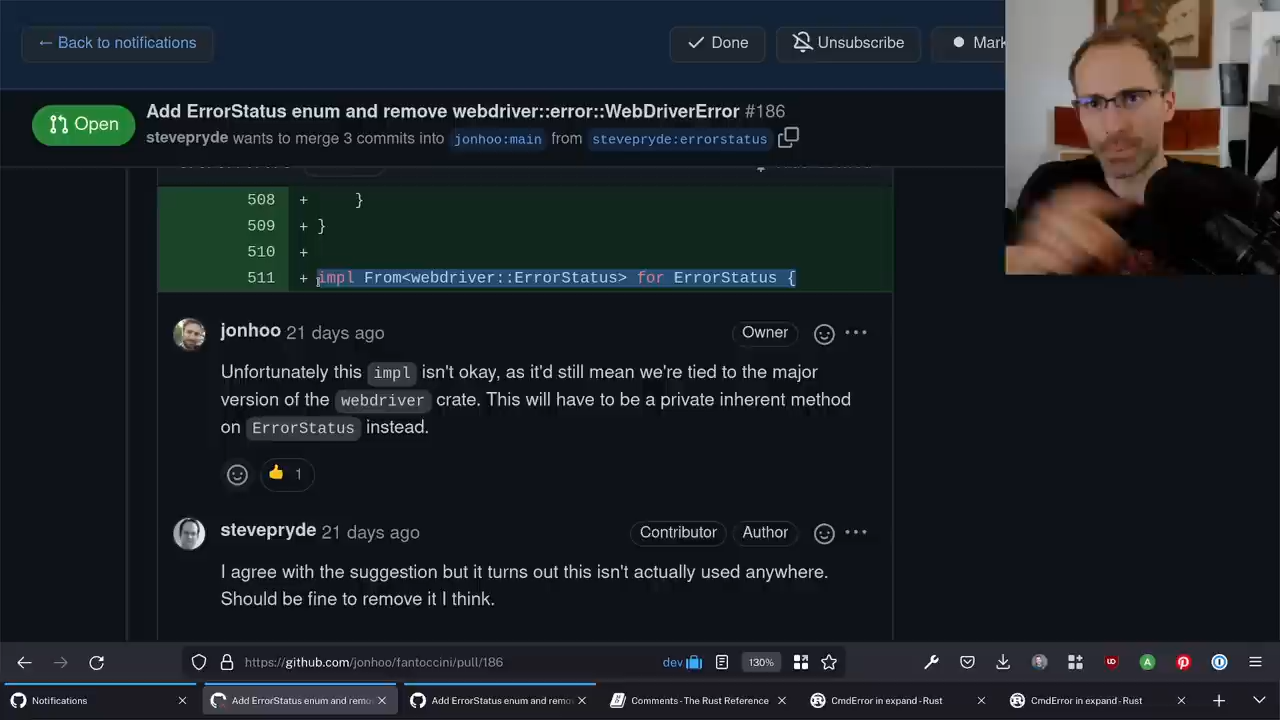 ← Back to notifications
Done
Unsubscribe
Mark
Open
Add ErrorStatus enum and remove webdriver::error::WebDriverError #186
stevepryde wants to merge 3 commits into jonhoo:main from stevepryde:errorstatus
508 + }
509 + }
510 +
511 + impl From<webdriver::ErrorStatus> for ErrorStatus {
jonhoo 21 days ago
Owner
Unfortunately this impl isn't okay, as it'd still mean we're tied to the major
version of the webdriver crate. This will have to be a private inherent method
on ErrorStatus instead.
👍 1
stevepryde 21 days ago
Contributor
Author
I agree with the suggestion but it turns out this isn't actually used anywhere.
Should be fine to remove it I think.
https://github.com/jonhoo/fantoccini/pull/186
dev
130%
Notifications
Add ErrorStatus enum and remo
Add ErrorStatus enum and remo
Comments - The Rust Reference
CmdError in expand - Rust
CmdError in expand - Rust